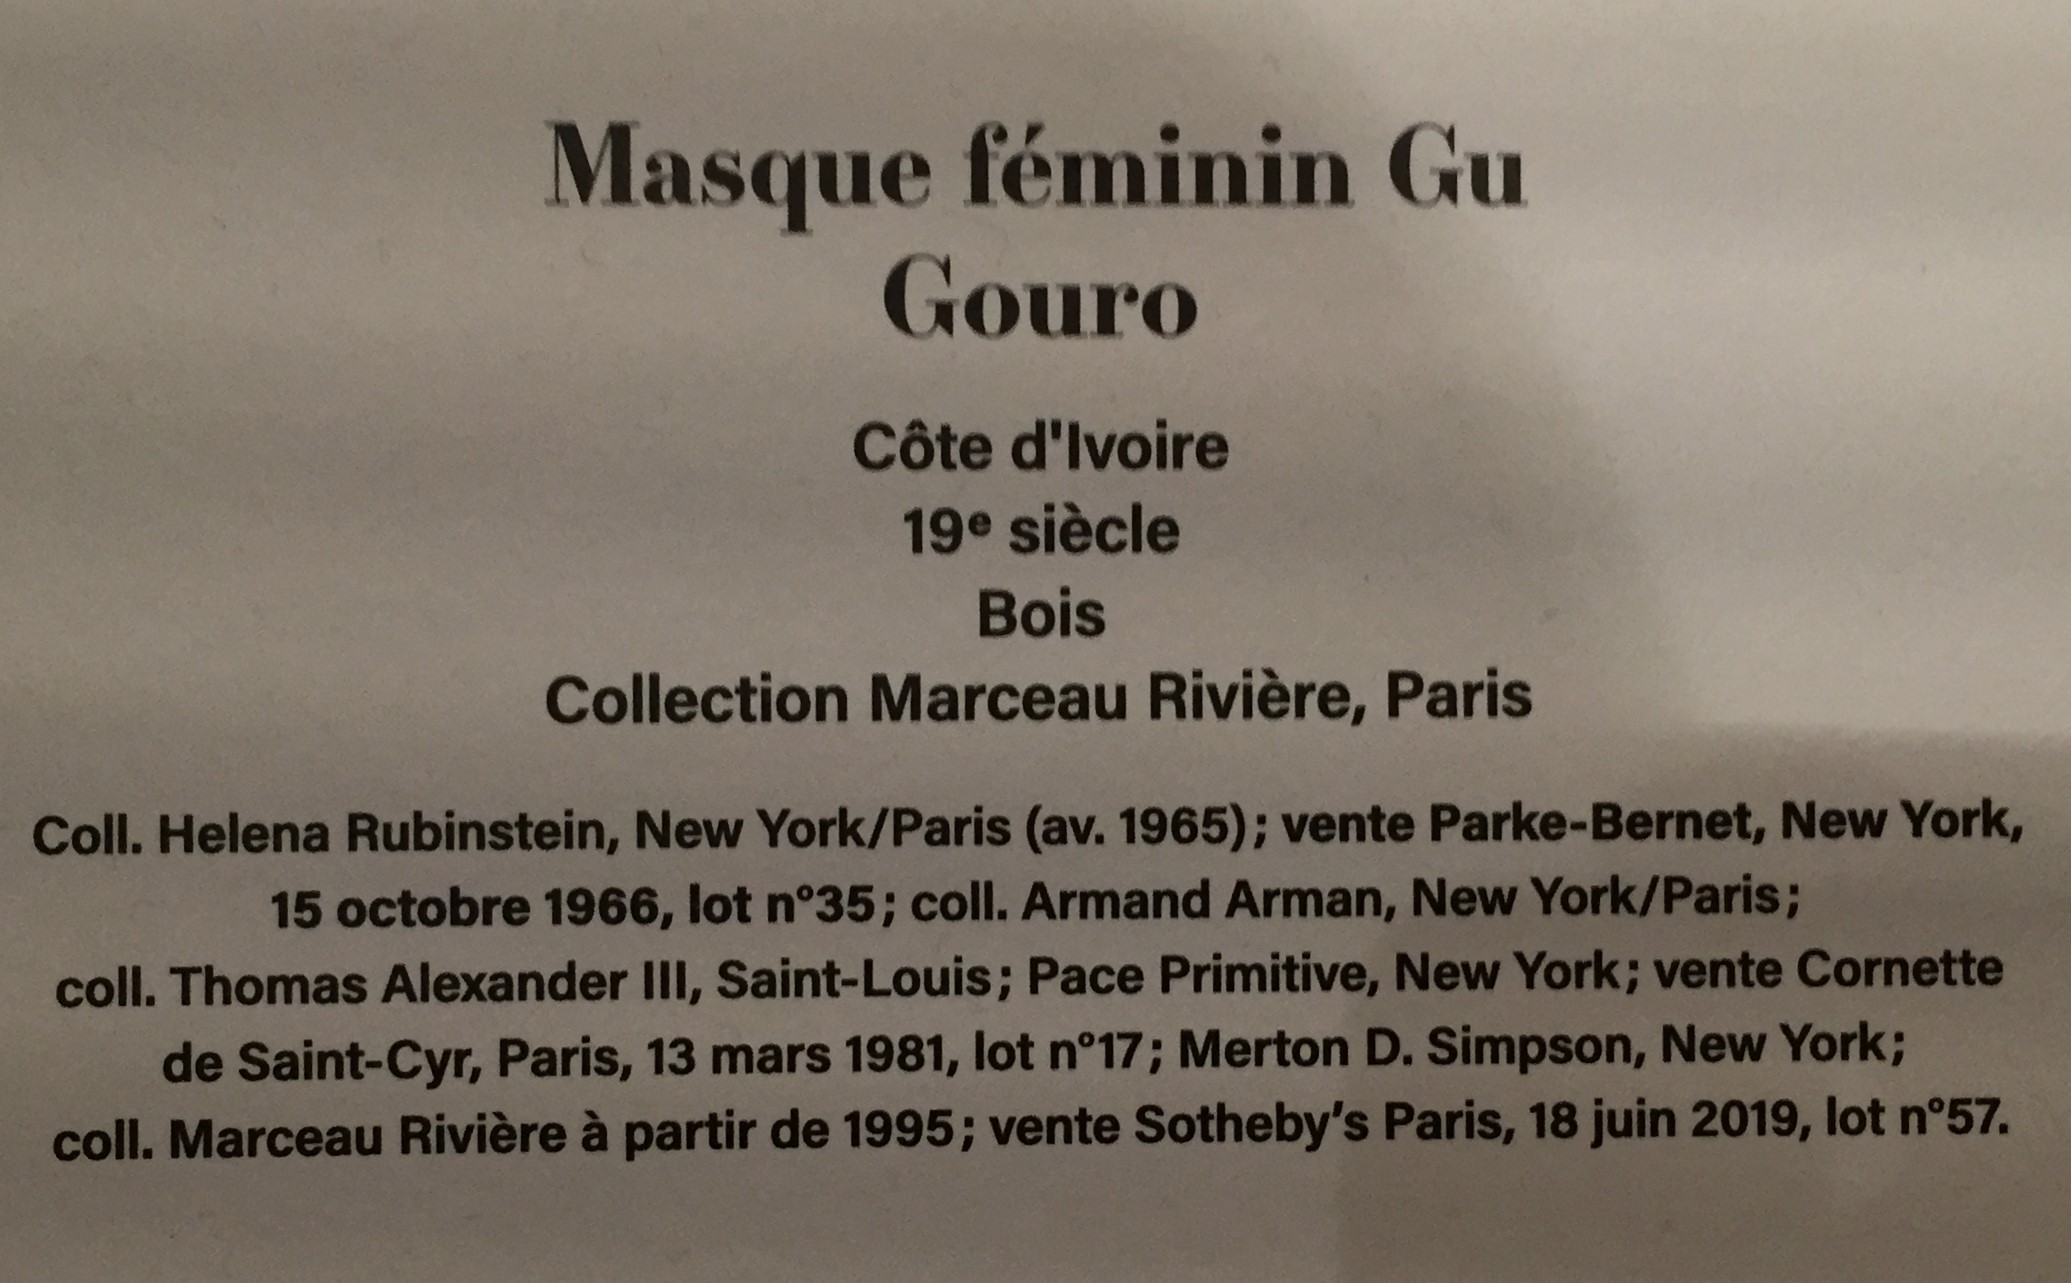 Masque féminin Gu
Gouro
Côte d'Ivoire
19e siècle
Bois
Collection Marceau Rivière, Paris
Coll. Helena Rubinstein, New York/Paris (av. 1965) ; vente Parke-Bernet, New York,
15 octobre 1966, lot n°35 ; coll. Armand Arman, New York/Paris ;
coll. Thomas Alexander III, Saint-Louis ; Pace Primitive, New York ; vente Cornette
de Saint-Cyr, Paris, 13 mars 1981, lot n°17 ; Merton D. Simpson, New York ;
coll. Marceau Rivière à partir de 1995 ; vente Sotheby’s Paris, 18 juin 2019, lot n°57.